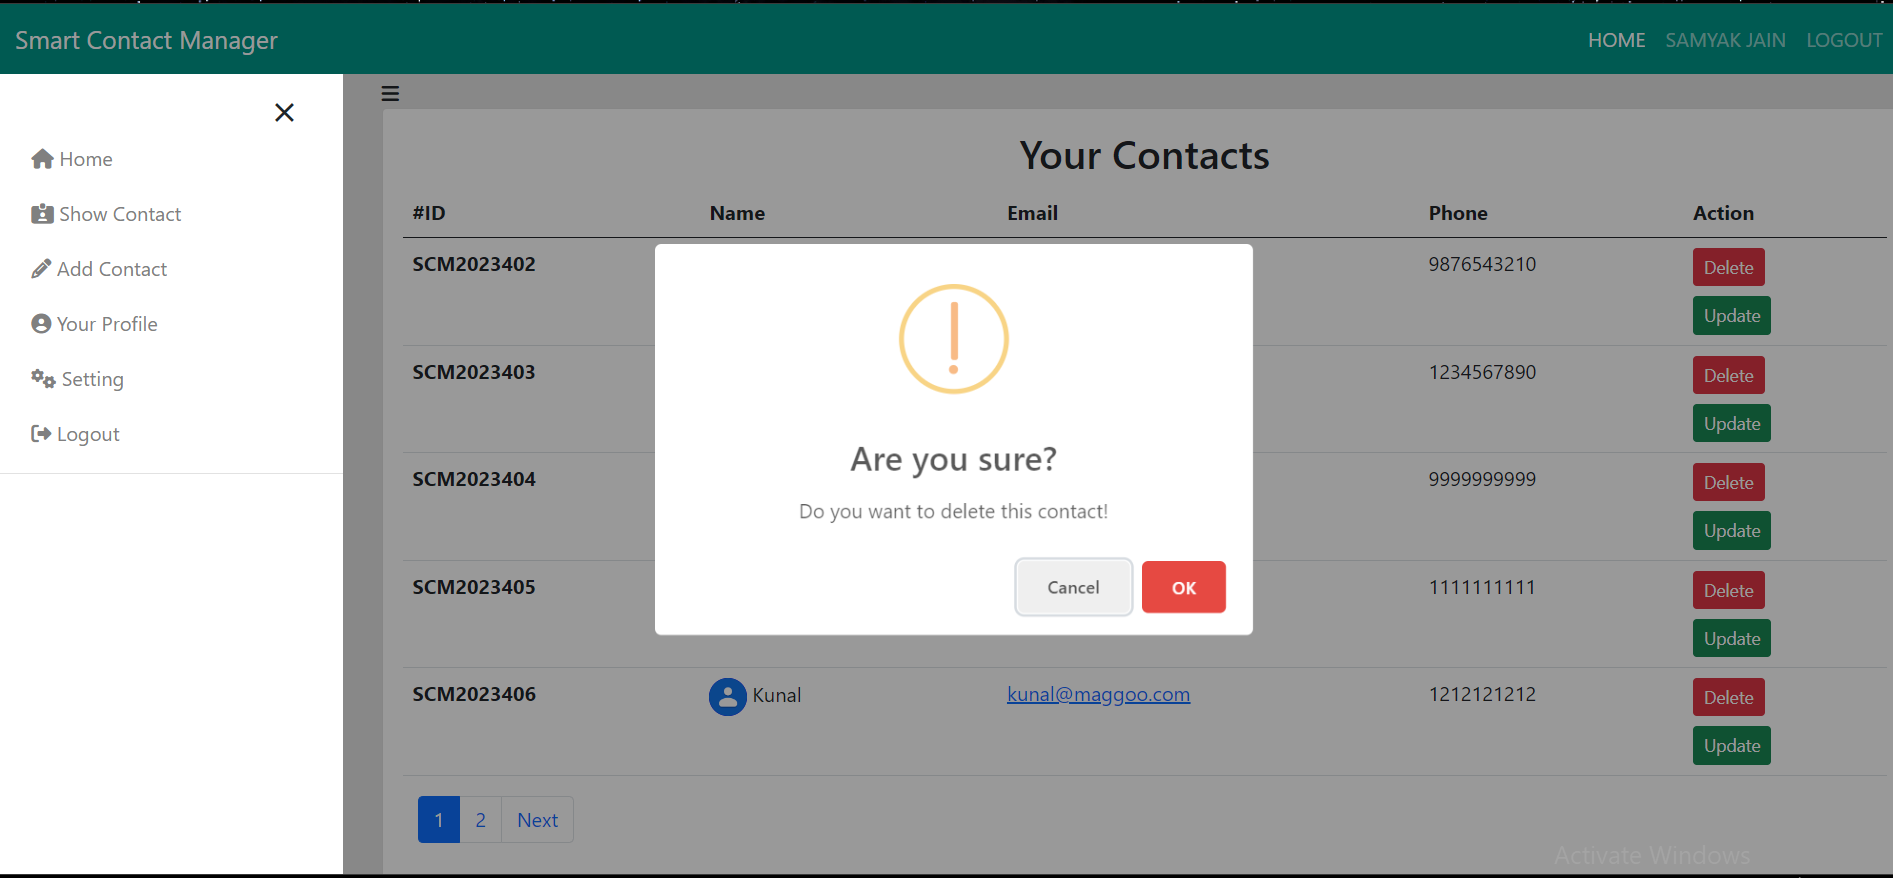 Smart Contact Manager
HOME SAMYAK JAIN LOGOUT
Home
Show Contact
Add Contact
Your Profile
Setting
Logout
Your Contacts
#ID Name Email Phone Action
SCM2023402 9876543210 Delete
Update
SCM2023403 1234567890 Delete
Update
SCM2023404 9999999999 Delete
Update
SCM2023405 1111111111 Delete
Update
SCM2023406 Kunal kunal@maggoo.com 1212121212 Delete
Update
Are you sure?
Do you want to delete this contact!
Cancel OK
1 2 Next
Activate Windows